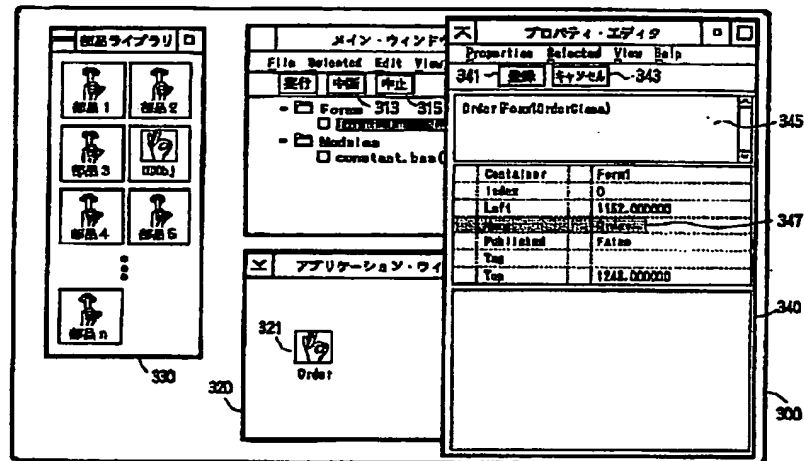 部品ライブラリ
部品1 部品2
部品3 OOObj
部品4 部品5
部品n
330
メイン・ウィンドウ
File Selected Edit View
実行 中断 中止
313 315
Forms
Modules
constant.bas(
アプリケーション・ウィ
321
Order
320
プロパティ・エディタ
Properties Selected View Help
341 登録 キャンセル 343
Order Form1(OrderClass)
345
Container Form1
Index 0
Left 1152.000000
347
Published False
Tag
Top 1248.000000
340
300